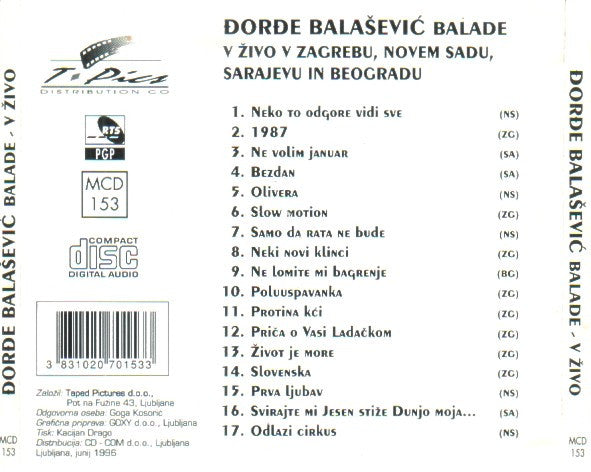 ĐORĐE BALAŠEVIĆ BALADE - V ŽIVO
T•Pics
DISTRIBUTION CO
RTS
PGP
MCD
153
COMPACT
disc
DIGITAL AUDIO
3 831020 701533
Založil: Taped Pictures d.o.o.,
Pot na Fužine 43, Ljubljana
Odgovorna oseba: Goga Kosoric
Grafična priprava: GOXY d.o.o., Ljubljana
Tisk: Kacijan Drago
Distribucija: CD - COM d.o.o., Ljubljana
Ljubljana, junij 1996
ĐORĐE BALAŠEVIĆ BALADE
V ŽIVO V ZAGREBU, NOVEM SADU,
SARAJEVU IN BEOGRADU
1. Neko to odgore vidi sve (NS)
2. 1987 (ZG)
3. Ne volim januar (SA)
4. Bezdan (SA)
5. Olivera (NS)
6. Slow motion (ZG)
7. Samo da rata ne bude (NS)
8. Neki novi klinci (ZG)
9. Ne lomite mi bagrenje (BG)
10. Poluuspavanka (ZG)
11. Protina kći (ZG)
12. Priča o Vasi Ladačkom (ZG)
13. Život je more (ZG)
14. Slovenska (ZG)
15. Prva ljubav (NS)
16. Svirajte mi Jesen stiže Dunjo moja... (SA)
17. Odlazi cirkus (NS)
ĐORĐE BALAŠEVIĆ BALADE - V ŽIVO
MCD
153
MCD
153